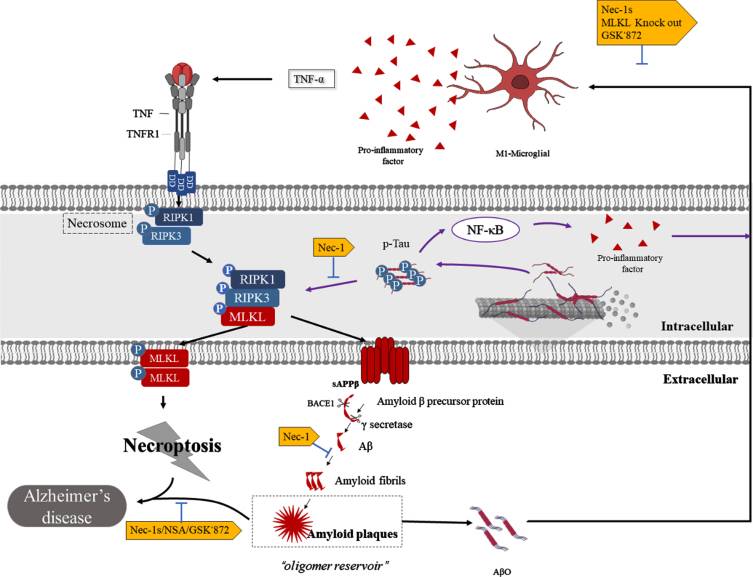 Nec-1s
MLKL Knock out
GSK'872
TNF-α
TNF
TNFR1
Pro-inflammatory
factor
M1-Microglial
DD
DD
DD
Necrosome
P
RIPK1
P
RIPK3
Nec-1
p-Tau
NF-κB
Pro-inflammatory
factor
P
RIPK1
P
RIPK3
P
MLKL
P
P
P
P
P
P
Intracellular
P
MLKL
P
MLKL
Extracellular
sAPPβ
BACE1
Amyloid β precursor protein
γ secretase
Nec-1
Aβ
Necroptosis
Amyloid fibrils
Alzheimer's
disease
Nec-1s/NSA/GSK'872
Amyloid plaques
"oligomer reservoir"
AβO